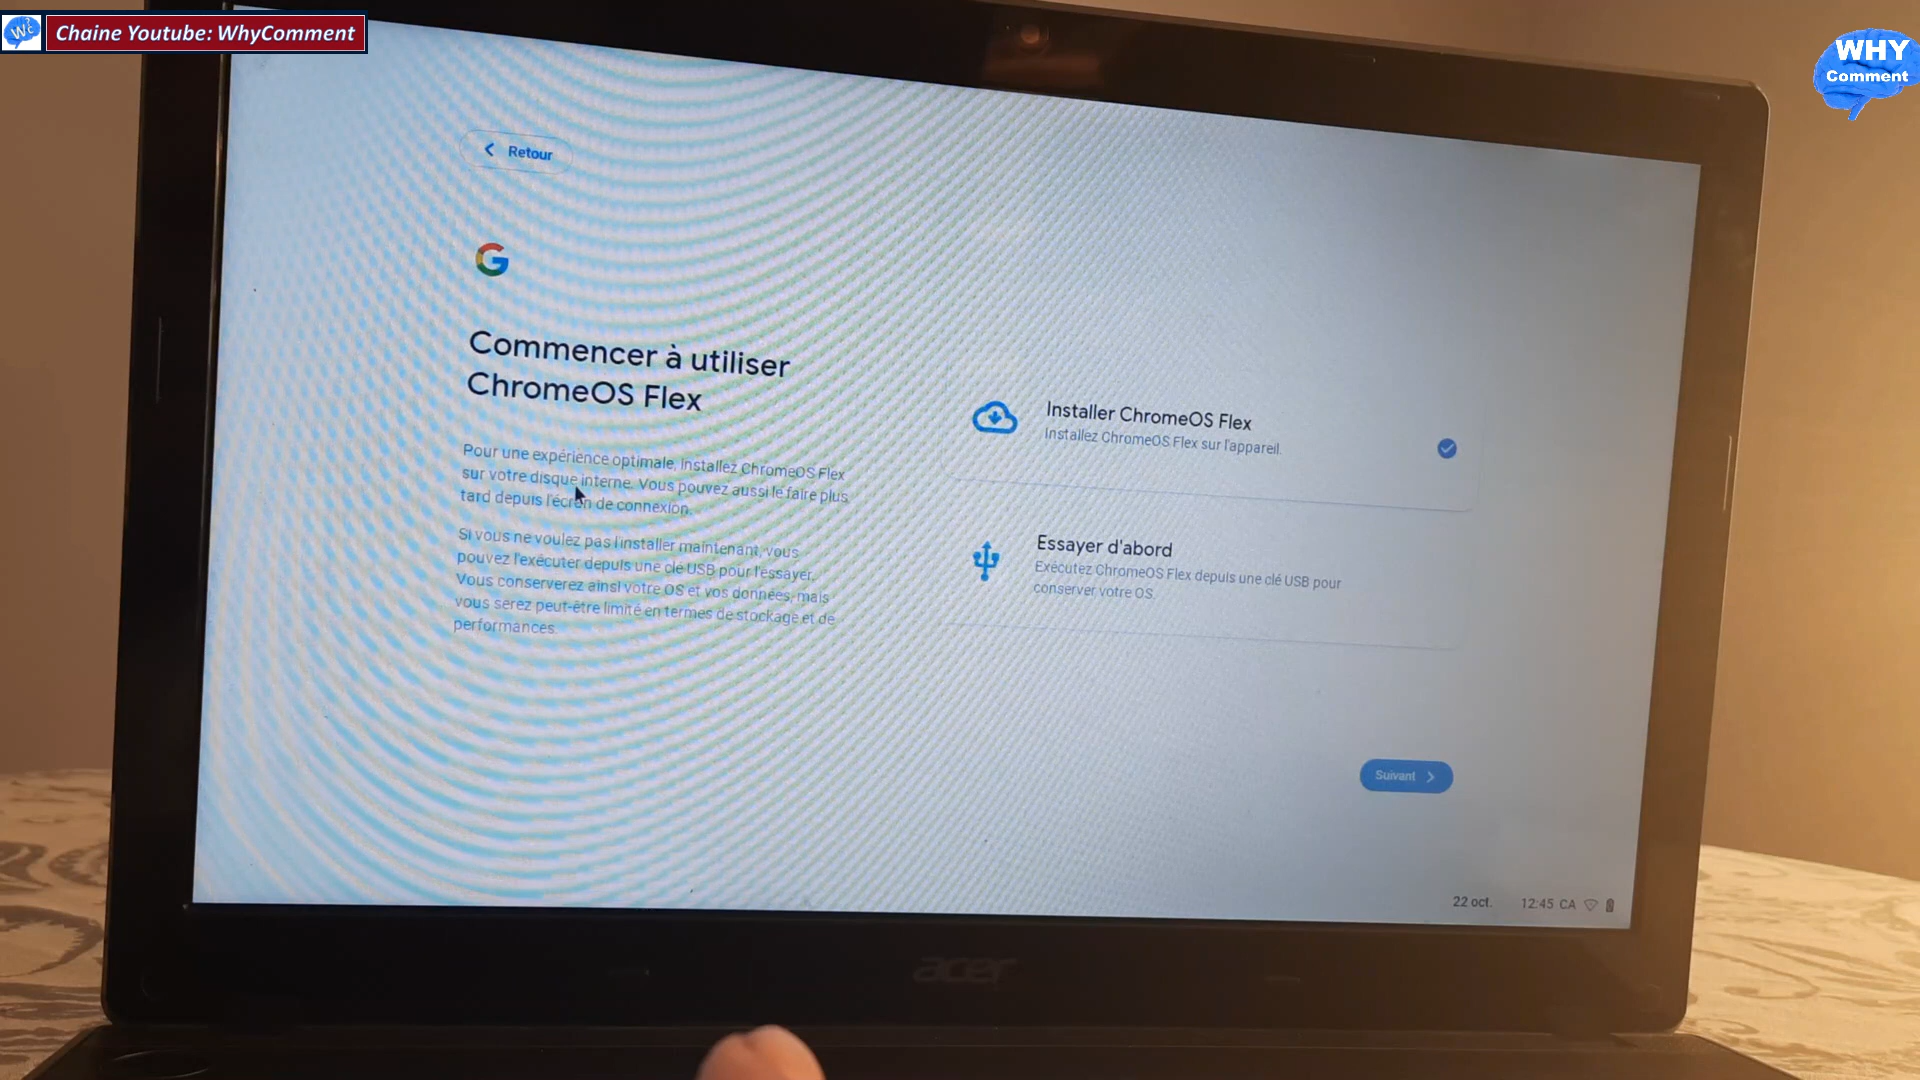 Chaine Youtube: WhyComment
WHY
Comment
Retour
Commencer à utiliser
ChromeOS Flex
Pour une expérience optimale, installez ChromeOS Flex
sur votre disque interne. Vous pouvez aussi le faire plus
tard depuis l'écran de connexion.
Si vous ne voulez pas l'installer maintenant, vous
pouvez l'exécuter depuis une clé USB pour l'essayer.
Vous conserverez ainsi votre OS et vos données, mais
vous serez peut-être limité en termes de stockage et de
performances.
Installer ChromeOS Flex
Installez ChromeOS Flex sur l'appareil.
Essayer d'abord
Exécutez ChromeOS Flex depuis une clé USB pour
conserver votre OS.
Suivant
22 oct. 12:45 CA
acer